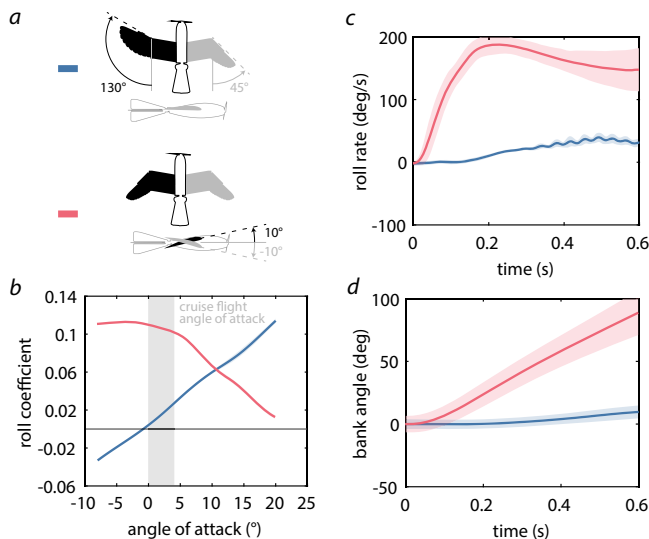 a
130°
45°
10°
-10°
b
0.14
0.1
0.06
0.02
-0.02
-0.06
roll coefficient
cruise flight
angle of attack
-10 -5 0 5 10 15 20 25
angle of attack (°)
c
200
100
0
-100
roll rate (deg/s)
0 0.2 0.4 0.6
time (s)
d
100
50
0
-50
bank angle (deg)
0 0.2 0.4 0.6
time (s)